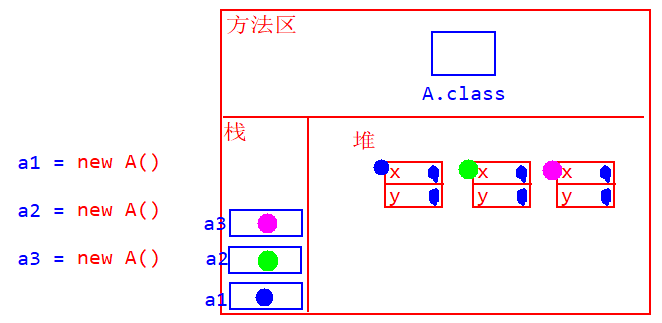 方法区
A.class
栈
堆
a1 = new A()
a2 = new A()
a3 = new A()
x
x
x
y
y
y
a3
a2
a1